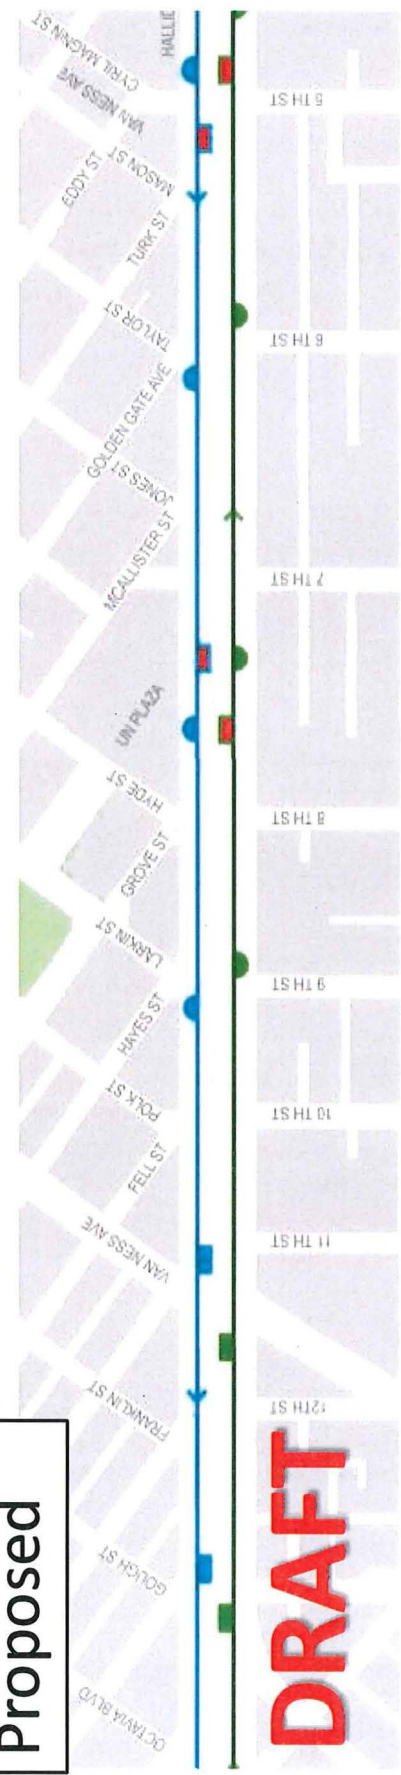 Proposed
HALLIE
CYRIL MAGNIN ST
VAN NESS AVE
MASON ST
EDDY ST
TURK ST
TAYLOR ST
GOLDEN GATE AVE
JONES ST
MCALLISTER ST
UN PLAZA
HYDE ST
GROVE ST
LARKIN ST
HAYES ST
POLK ST
FELL ST
VAN NESS AVE
FRANKLIN ST
GOUGH ST
OCTAVIA BLVD
5TH ST
6TH ST
7TH ST
8TH ST
9TH ST
10TH ST
11TH ST
12TH ST
DRAFT